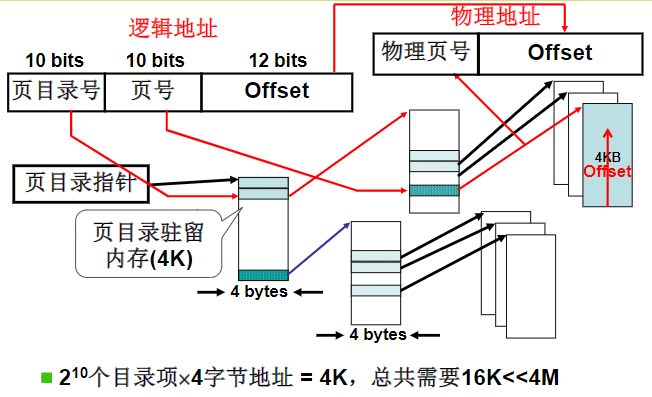 逻辑地址
物理地址
10 bits 10 bits 12 bits
页目录号 页号 Offset
物理页号 Offset
页目录指针
4KB
Offset
页目录驻留
内存(4K)
4 bytes
4 bytes
2¹⁰个目录项×4字节地址 = 4K，总共需要16K<<4M